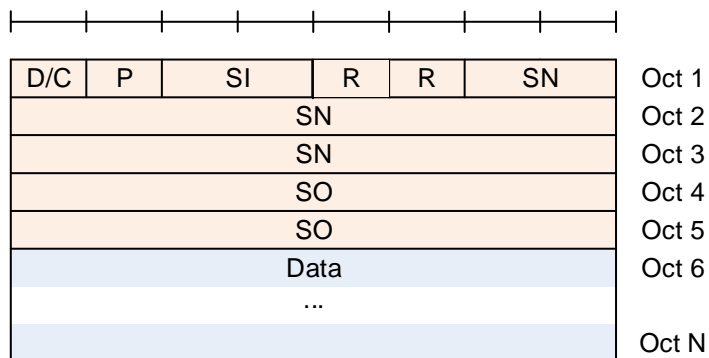 D/C P SI R R SN Oct 1
SN Oct 2
SN Oct 3
SO Oct 4
SO Oct 5
Data Oct 6
...
Oct N